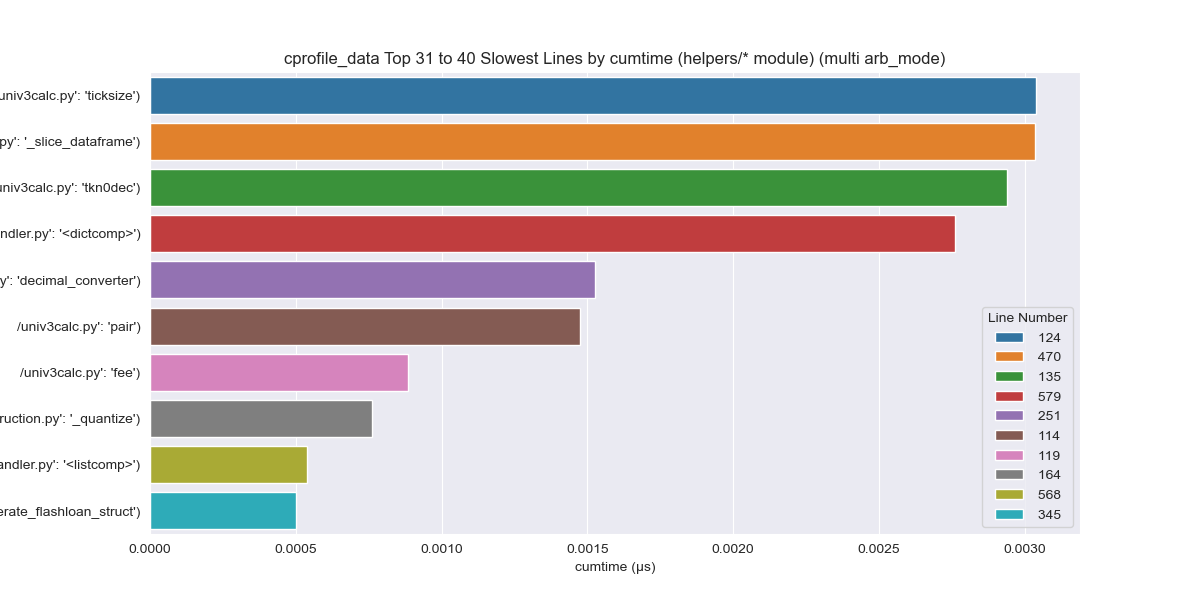 cprofile_data Top 31 to 40 Slowest Lines by cumtime (helpers/* module) (multi arb_mode)
univ3calc.py': 'ticksize')
py': '_slice_dataframe')
univ3calc.py': 'tkn0dec')
ndler.py': '<dictcomp>')
y': 'decimal_converter')
/univ3calc.py': 'pair')
/univ3calc.py': 'fee')
ruction.py': '_quantize')
andler.py': '<listcomp>')
erate_flashloan_struct')
Line Number
124
470
135
579
251
114
119
164
568
345
0.0000 0.0005 0.0010 0.0015 0.0020 0.0025 0.0030
cumtime (μs)